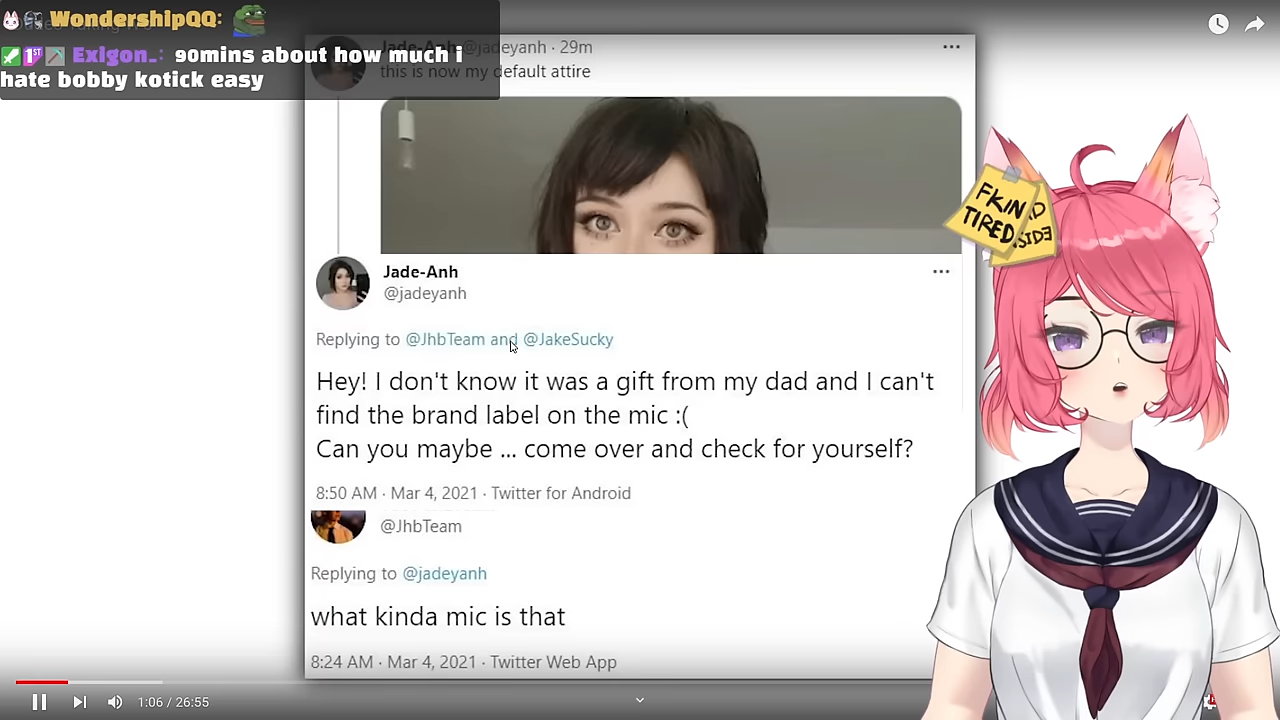 WondershipQQ:
1ST Exigon_: 90mins about how much i
hate bobby kotick easy
Jade-Anh @jadeyanh · 29m
this is now my default attire
FKIN
TIRED
SIDE
Jade-Anh
@jadeyanh
Replying to @JhbTeam and @JakeSucky
Hey! I don't know it was a gift from my dad and I can't
find the brand label on the mic :(
Can you maybe ... come over and check for yourself?
8:50 AM · Mar 4, 2021 · Twitter for Android
@JhbTeam
Replying to @jadeyanh
what kinda mic is that
8:24 AM · Mar 4, 2021 · Twitter Web App
1:06 / 26:55